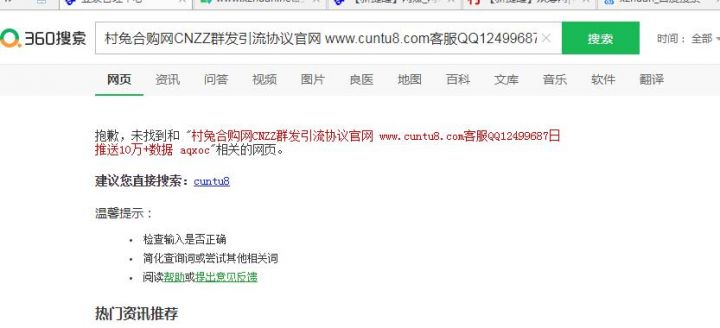 360搜索
村兔合购网CNZZ群发引流协议官网 www.cuntu8.com客服QQ12499687
搜索
时间：全部
网页 资讯 问答 视频 图片 良医 地图 百科 文库 音乐 软件 翻译
抱歉，未找到和 "村兔合购网CNZZ群发引流协议官网 www.cuntu8.com客服QQ12499687日
推送10万+数据 aqxoc"相关的网页。
建议您直接搜索：cuntu8
温馨提示：
检查输入是否正确
简化查询词或尝试其他相关词
阅读帮助或提出意见反馈
热门资讯推荐